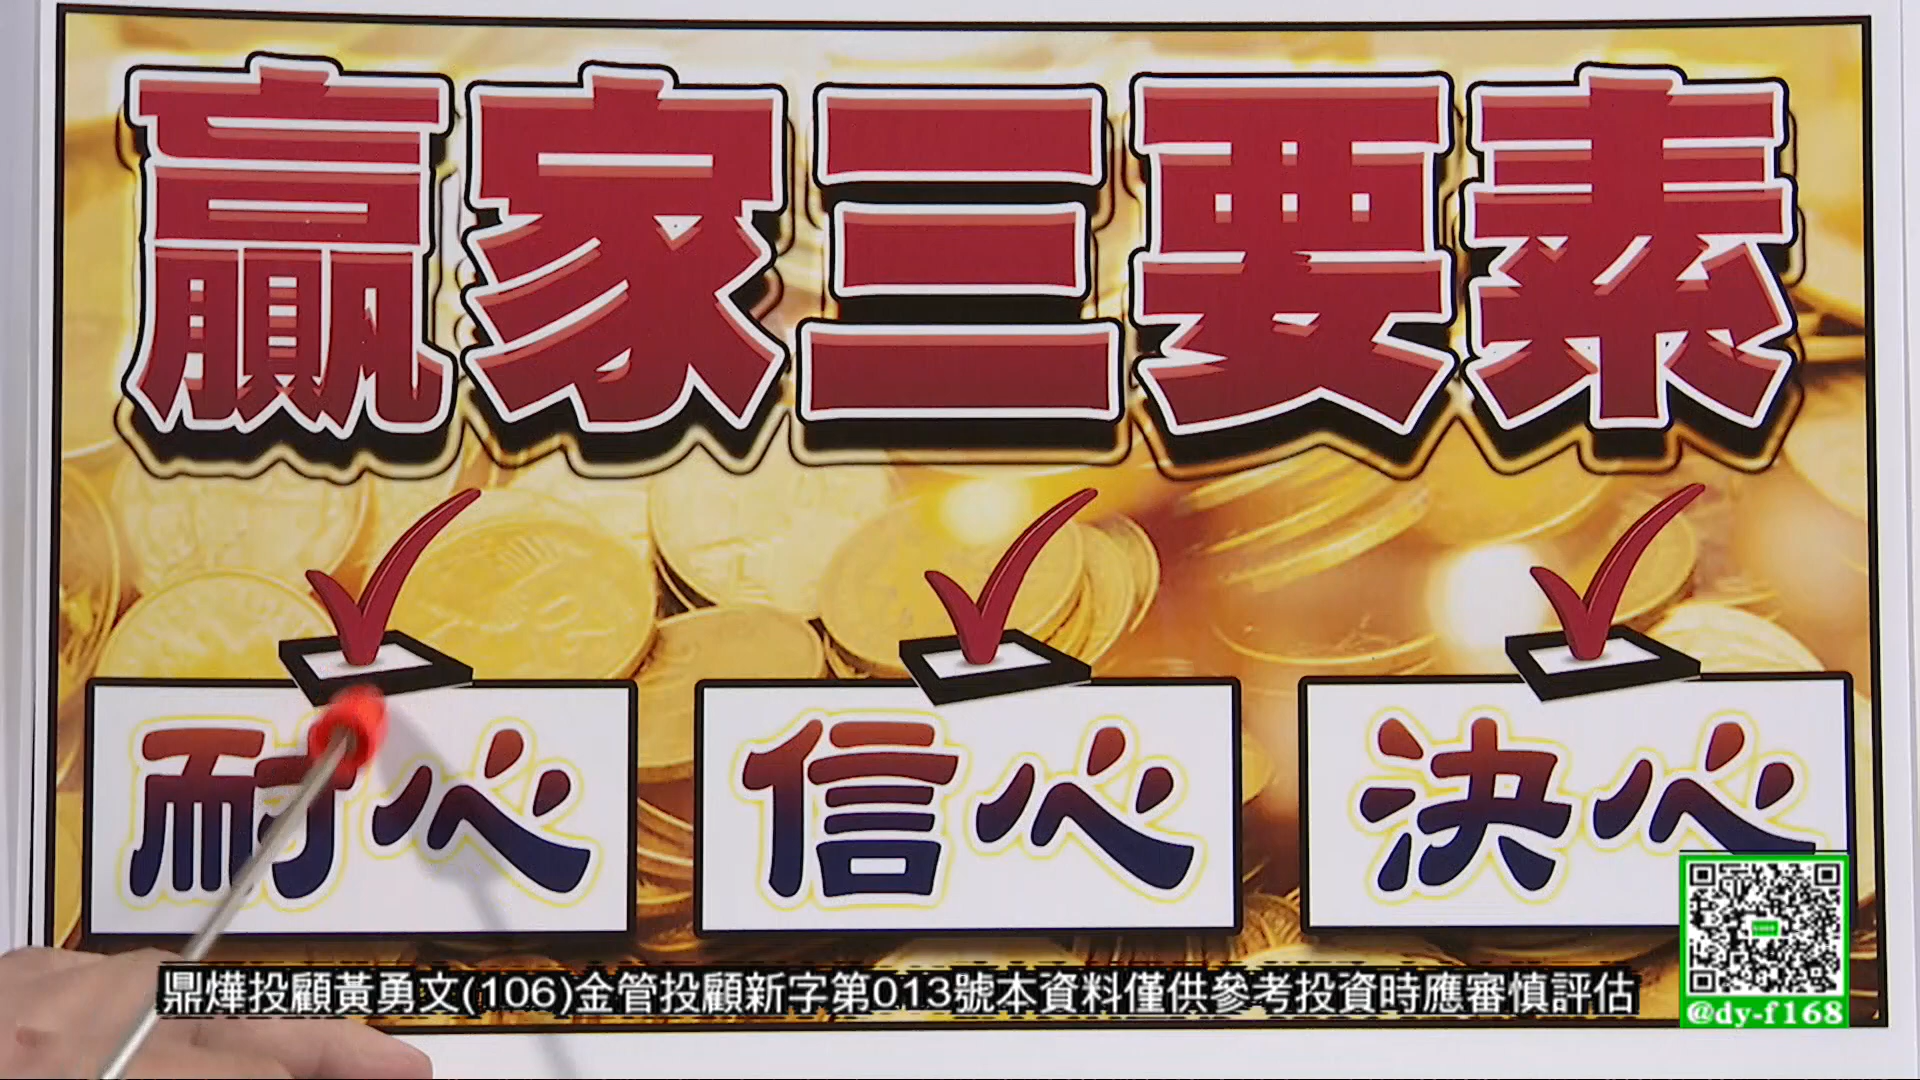 贏家三要素
耐心
信心
決心
鼎燁投顧黃勇文(106)金管投顧新字第013號本資料僅供參考投資時應審慎評估
@dy-f168